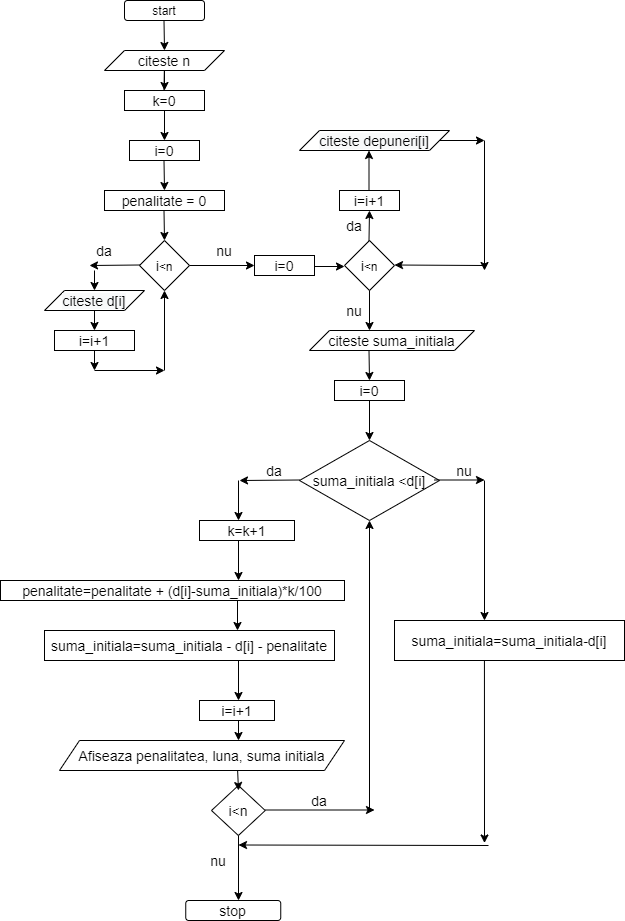 start
citeste n
k=0
i=0
penalitate = 0
i<n
da
nu
citeste d[i]
i=i+1
i=0
i<n
da
i=i+1
citeste depuneri[i]
nu
citeste suma_initiala
i=0
suma_initiala <d[i]
da
nu
k=k+1
penalitate=penalitate + (d[i]-suma_initiala)*k/100
suma_initiala=suma_initiala - d[i] - penalitate
suma_initiala=suma_initiala-d[i]
i=i+1
Afiseaza penalitatea, luna, suma initiala
i<n
da
nu
stop